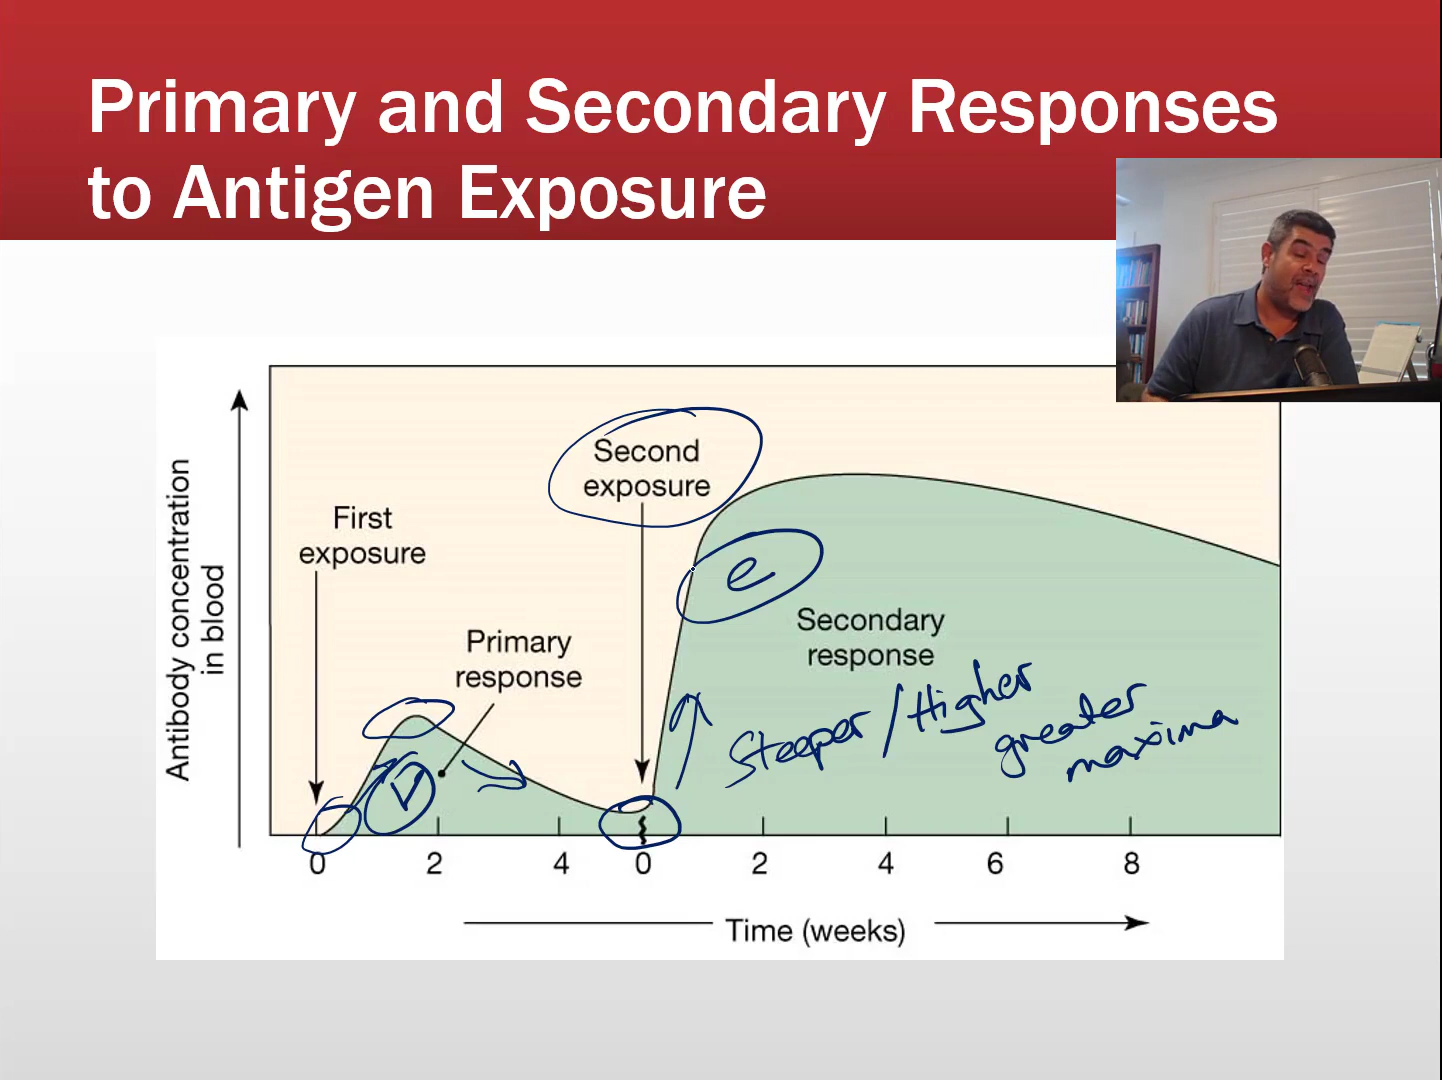 Primary and Secondary Responses
to Antigen Exposure
Antibody concentration
in blood
First
exposure
Second
exposure
Primary
response
e
Secondary
response
Steeper / Higher
greater
maxima
0 2 4 0 2 4 6 8
Time (weeks)